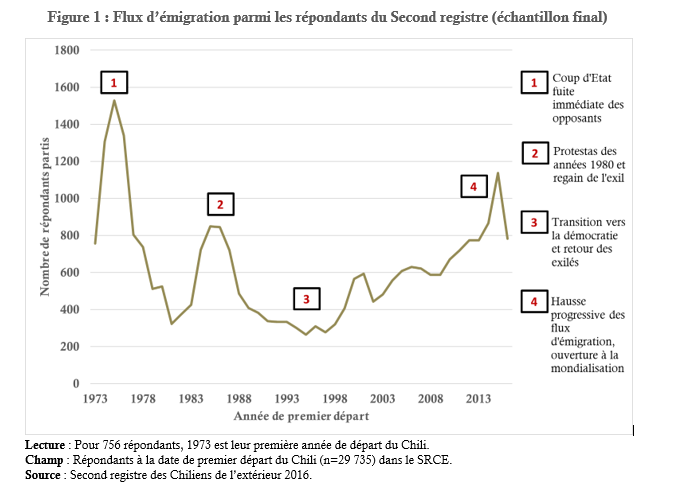 Figure 1 : Flux d’émigration parmi les répondants du Second registre (échantillon final)
1800
1600
1400
1200
1000
800
600
400
200
0
Nombre de répondants partis
1973
1978
1983
1988
1993
1998
2003
2008
2013
Année de premier départ
1
2
3
4
1
Coup d'Etat
fuite
immédiate des
opposants
2
Protestas des
années 1980 et
regain de l'exil
3
Transition vers
la démocratie
et retour des
exilés
4
Hausse
progressive des
flux
d'émigration,
ouverture à la
mondialisation
Lecture : Pour 756 répondants, 1973 est leur première année de départ du Chili.
Champ : Répondants à la date de premier départ du Chili (n=29 735) dans le SRCE.
Source : Second registre des Chiliens de l’extérieur 2016.